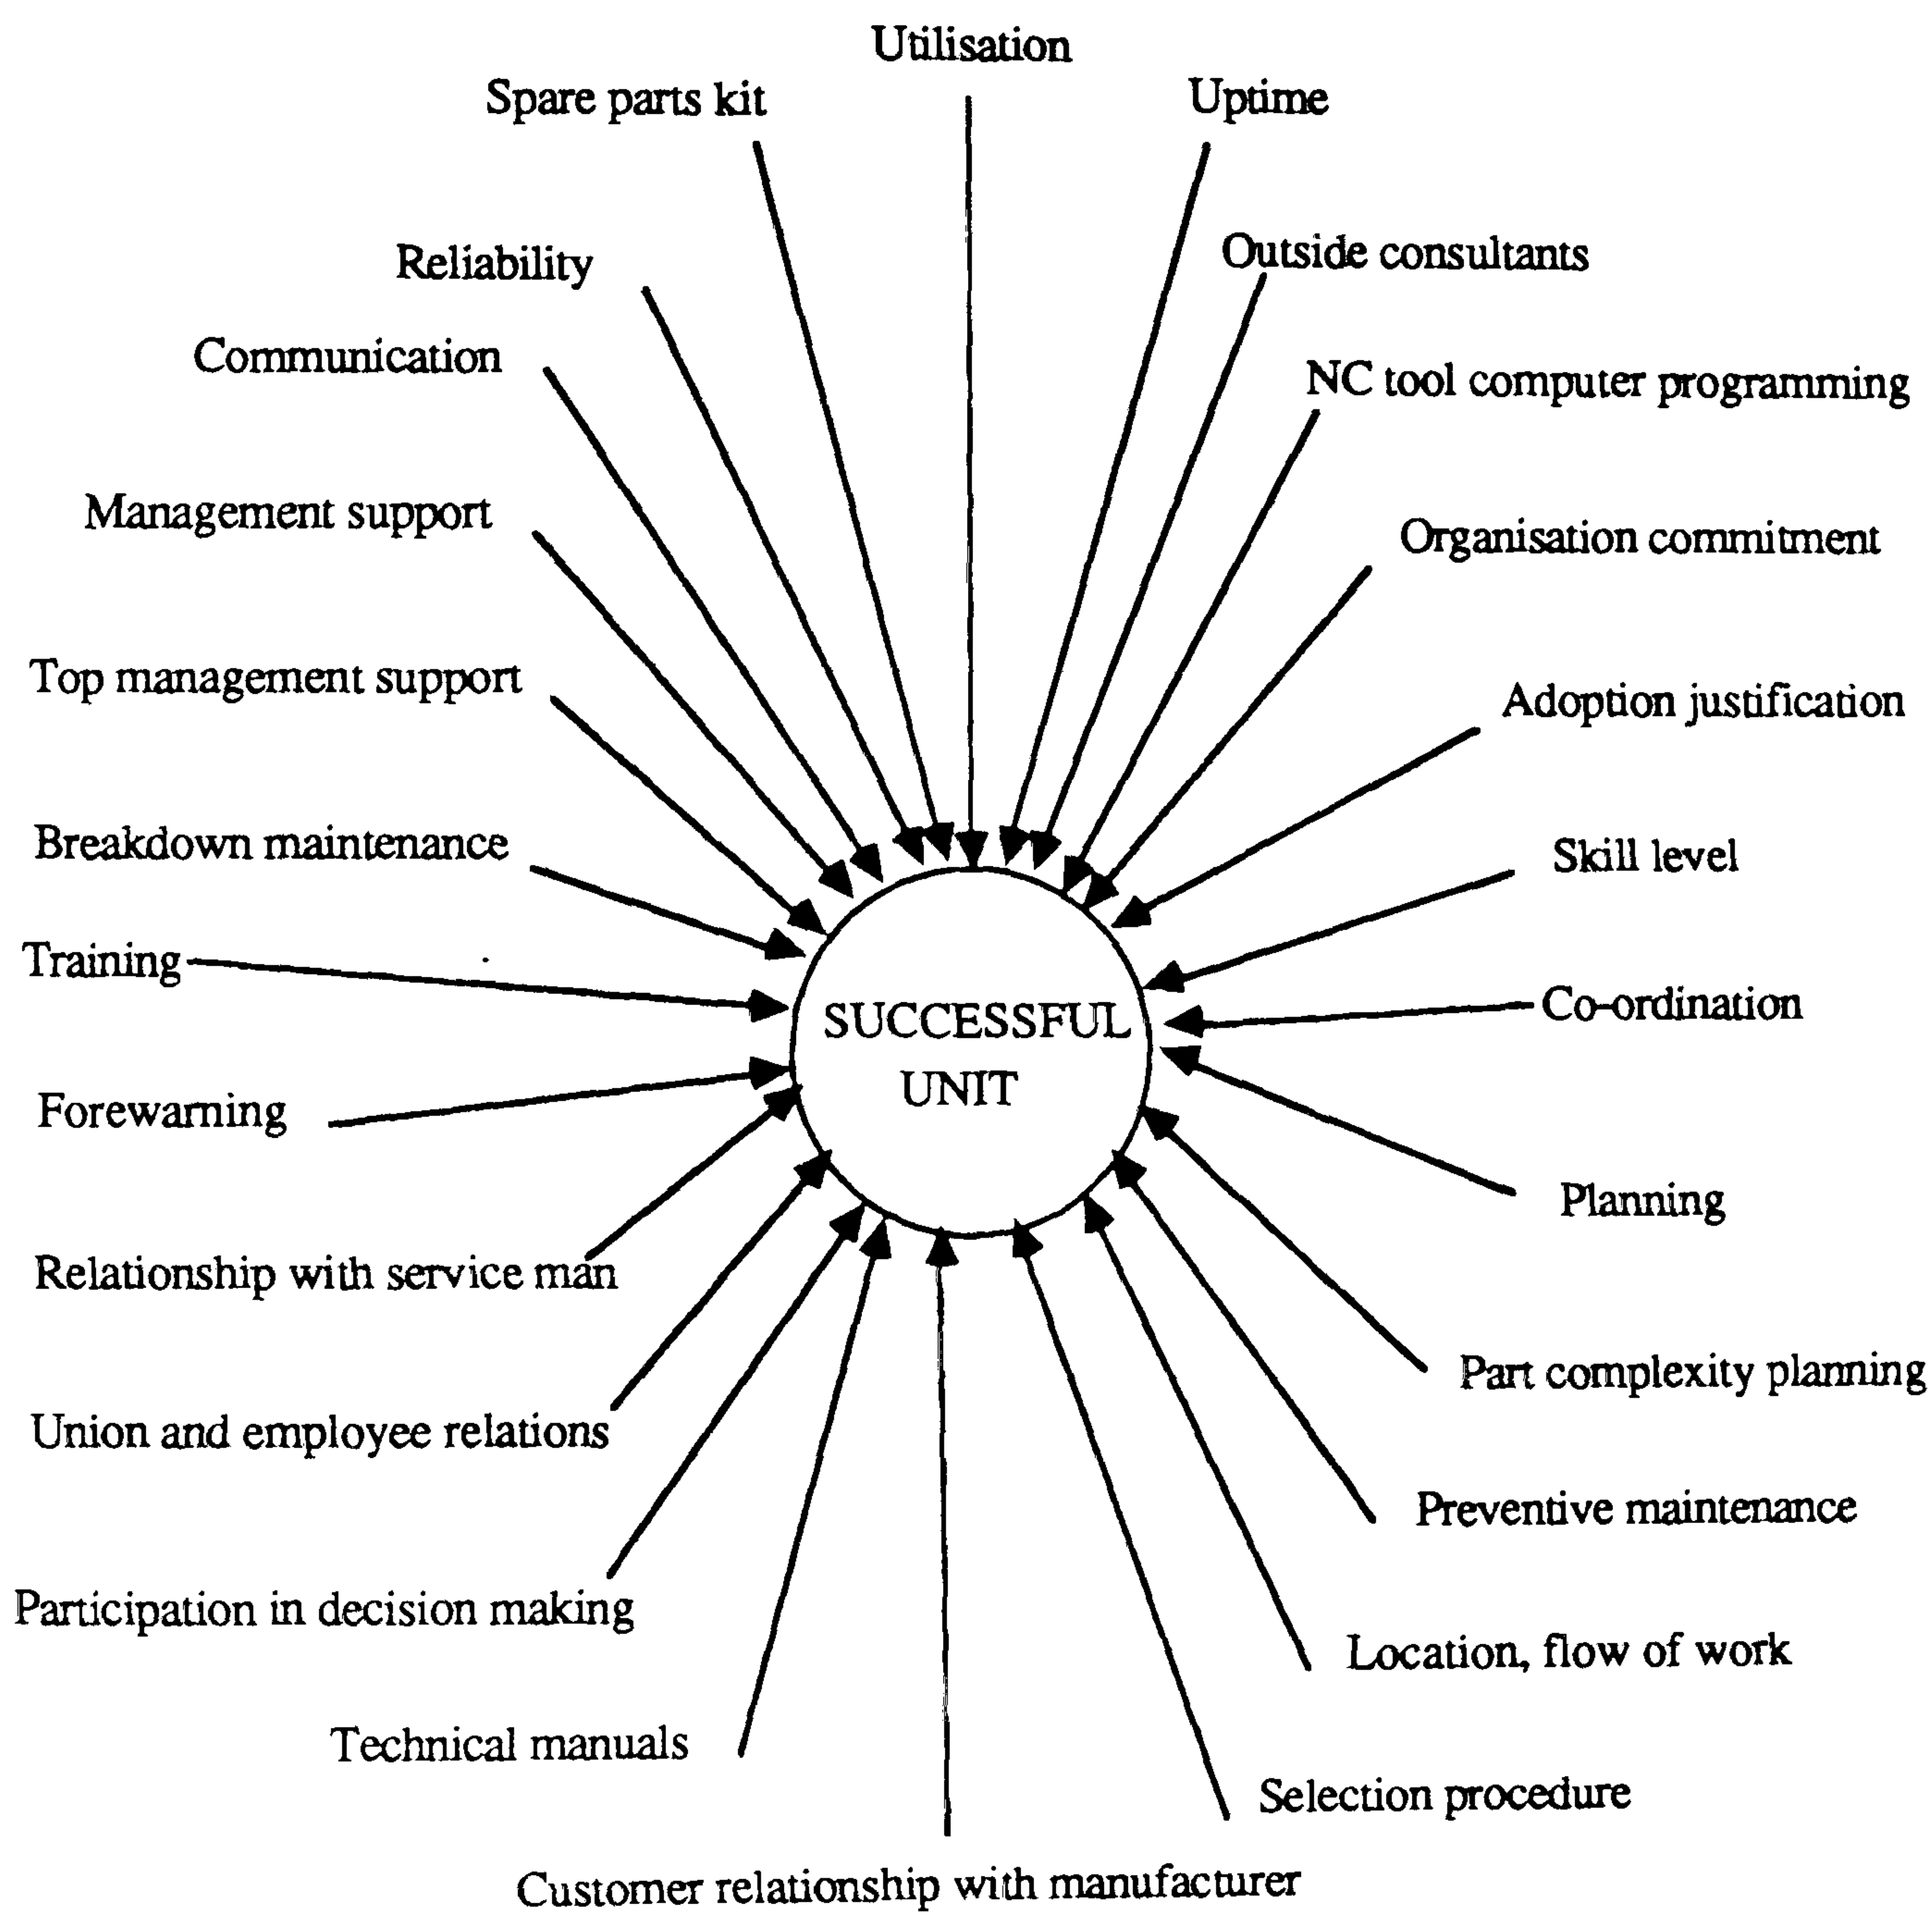 Utilisation
Spare parts kit
Uptime
Outside consultants
Reliability
Communication
NC tool computer programming
Management support
Organisation commitment
Top management support
Adoption justification
Breakdown maintenance
Skill level
Training
Co-ordination
SUCCESSFUL
UNIT
Forewarning
Planning
Relationship with service man
Part complexity planning
Union and employee relations
Preventive maintenance
Participation in decision making
Location, flow of work
Technical manuals
Selection procedure
Customer relationship with manufacturer